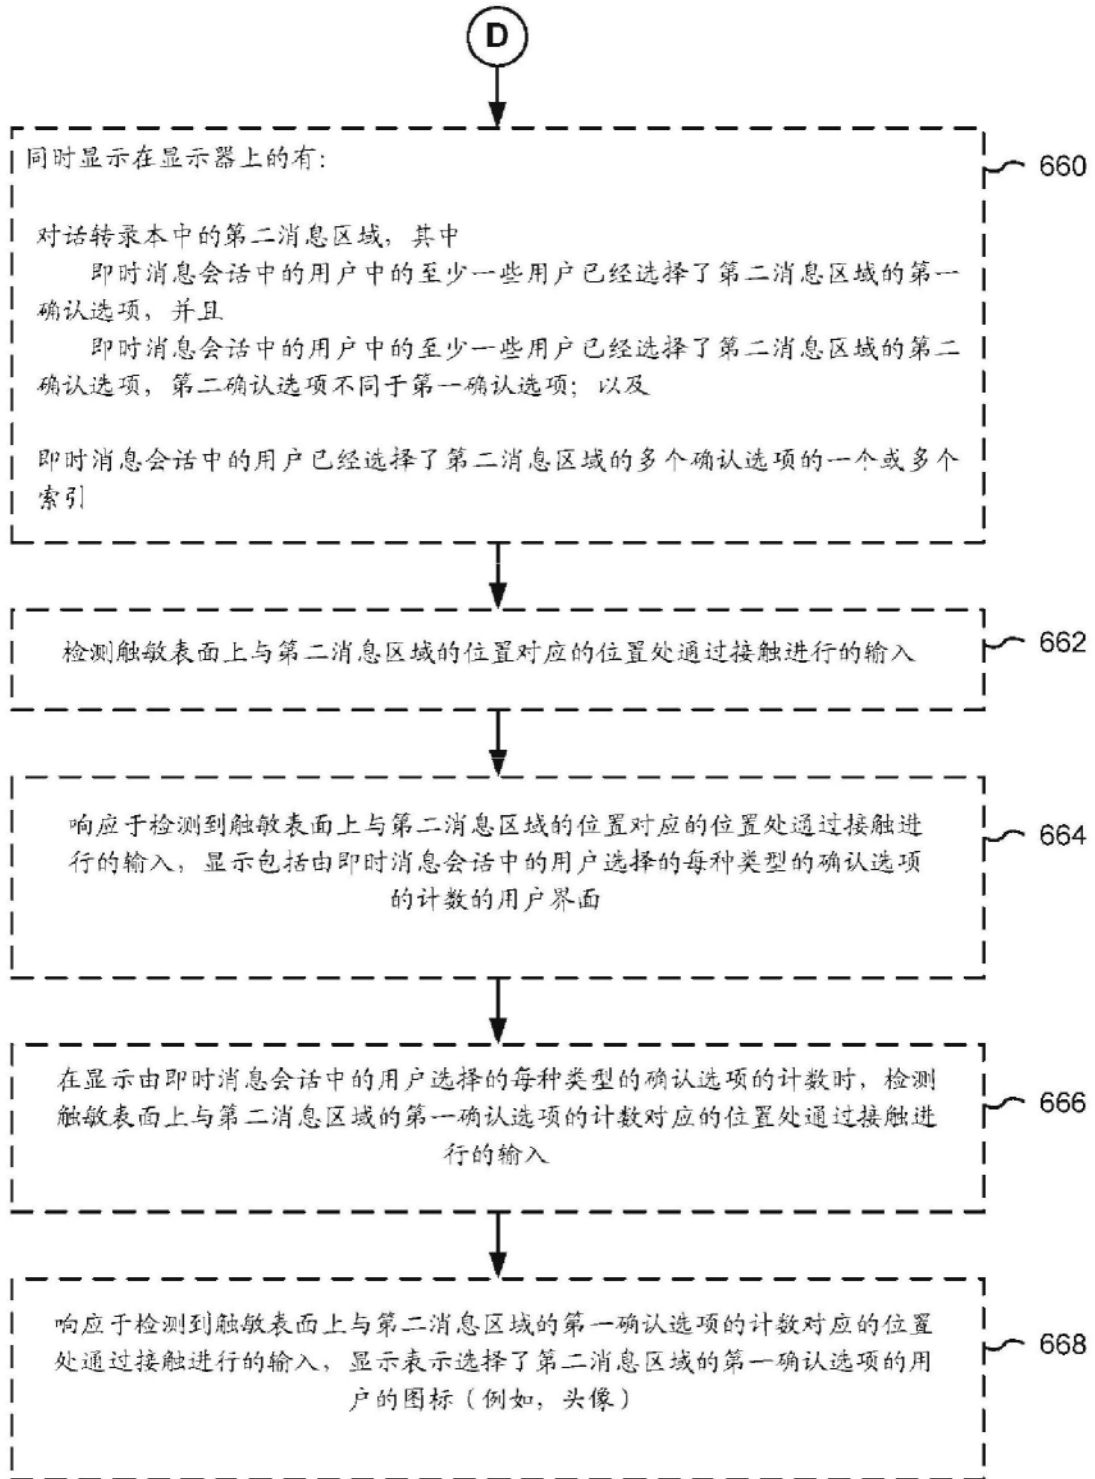 D
同时显示在显示器上的有：
660
对话转录本中的第二消息区域，其中
即时消息会话中的用户中的至少一些用户已经选择了第二消息区域的第一
确认选项，并且
即时消息会话中的用户中的至少一些用户已经选择了第二消息区域的第二
确认选项，第二确认选项不同于第一确认选项；以及
即时消息会话中的用户已经选择了第二消息区域的多个确认选项的一个或多个
索引
检测触敏表面上与第二消息区域的位置对应的位置处通过接触进行的输入
662
响应于检测到触敏表面上与第二消息区域的位置对应的位置处通过接触进
行的输入，显示包括由即时消息会话中的用户选择的每种类型的确认选项
的计数的用户界面
664
在显示由即时消息会话中的用户选择的每种类型的确认选项的计数时，检测
触敏表面上与第二消息区域的第一确认选项的计数对应的位置处通过接触进
行的输入
666
响应于检测到触敏表面上与第二消息区域的第一确认选项的计数对应的位置
处通过接触进行的输入，显示表示选择了第二消息区域的第一确认选项的用
户的图标（例如，头像）
668